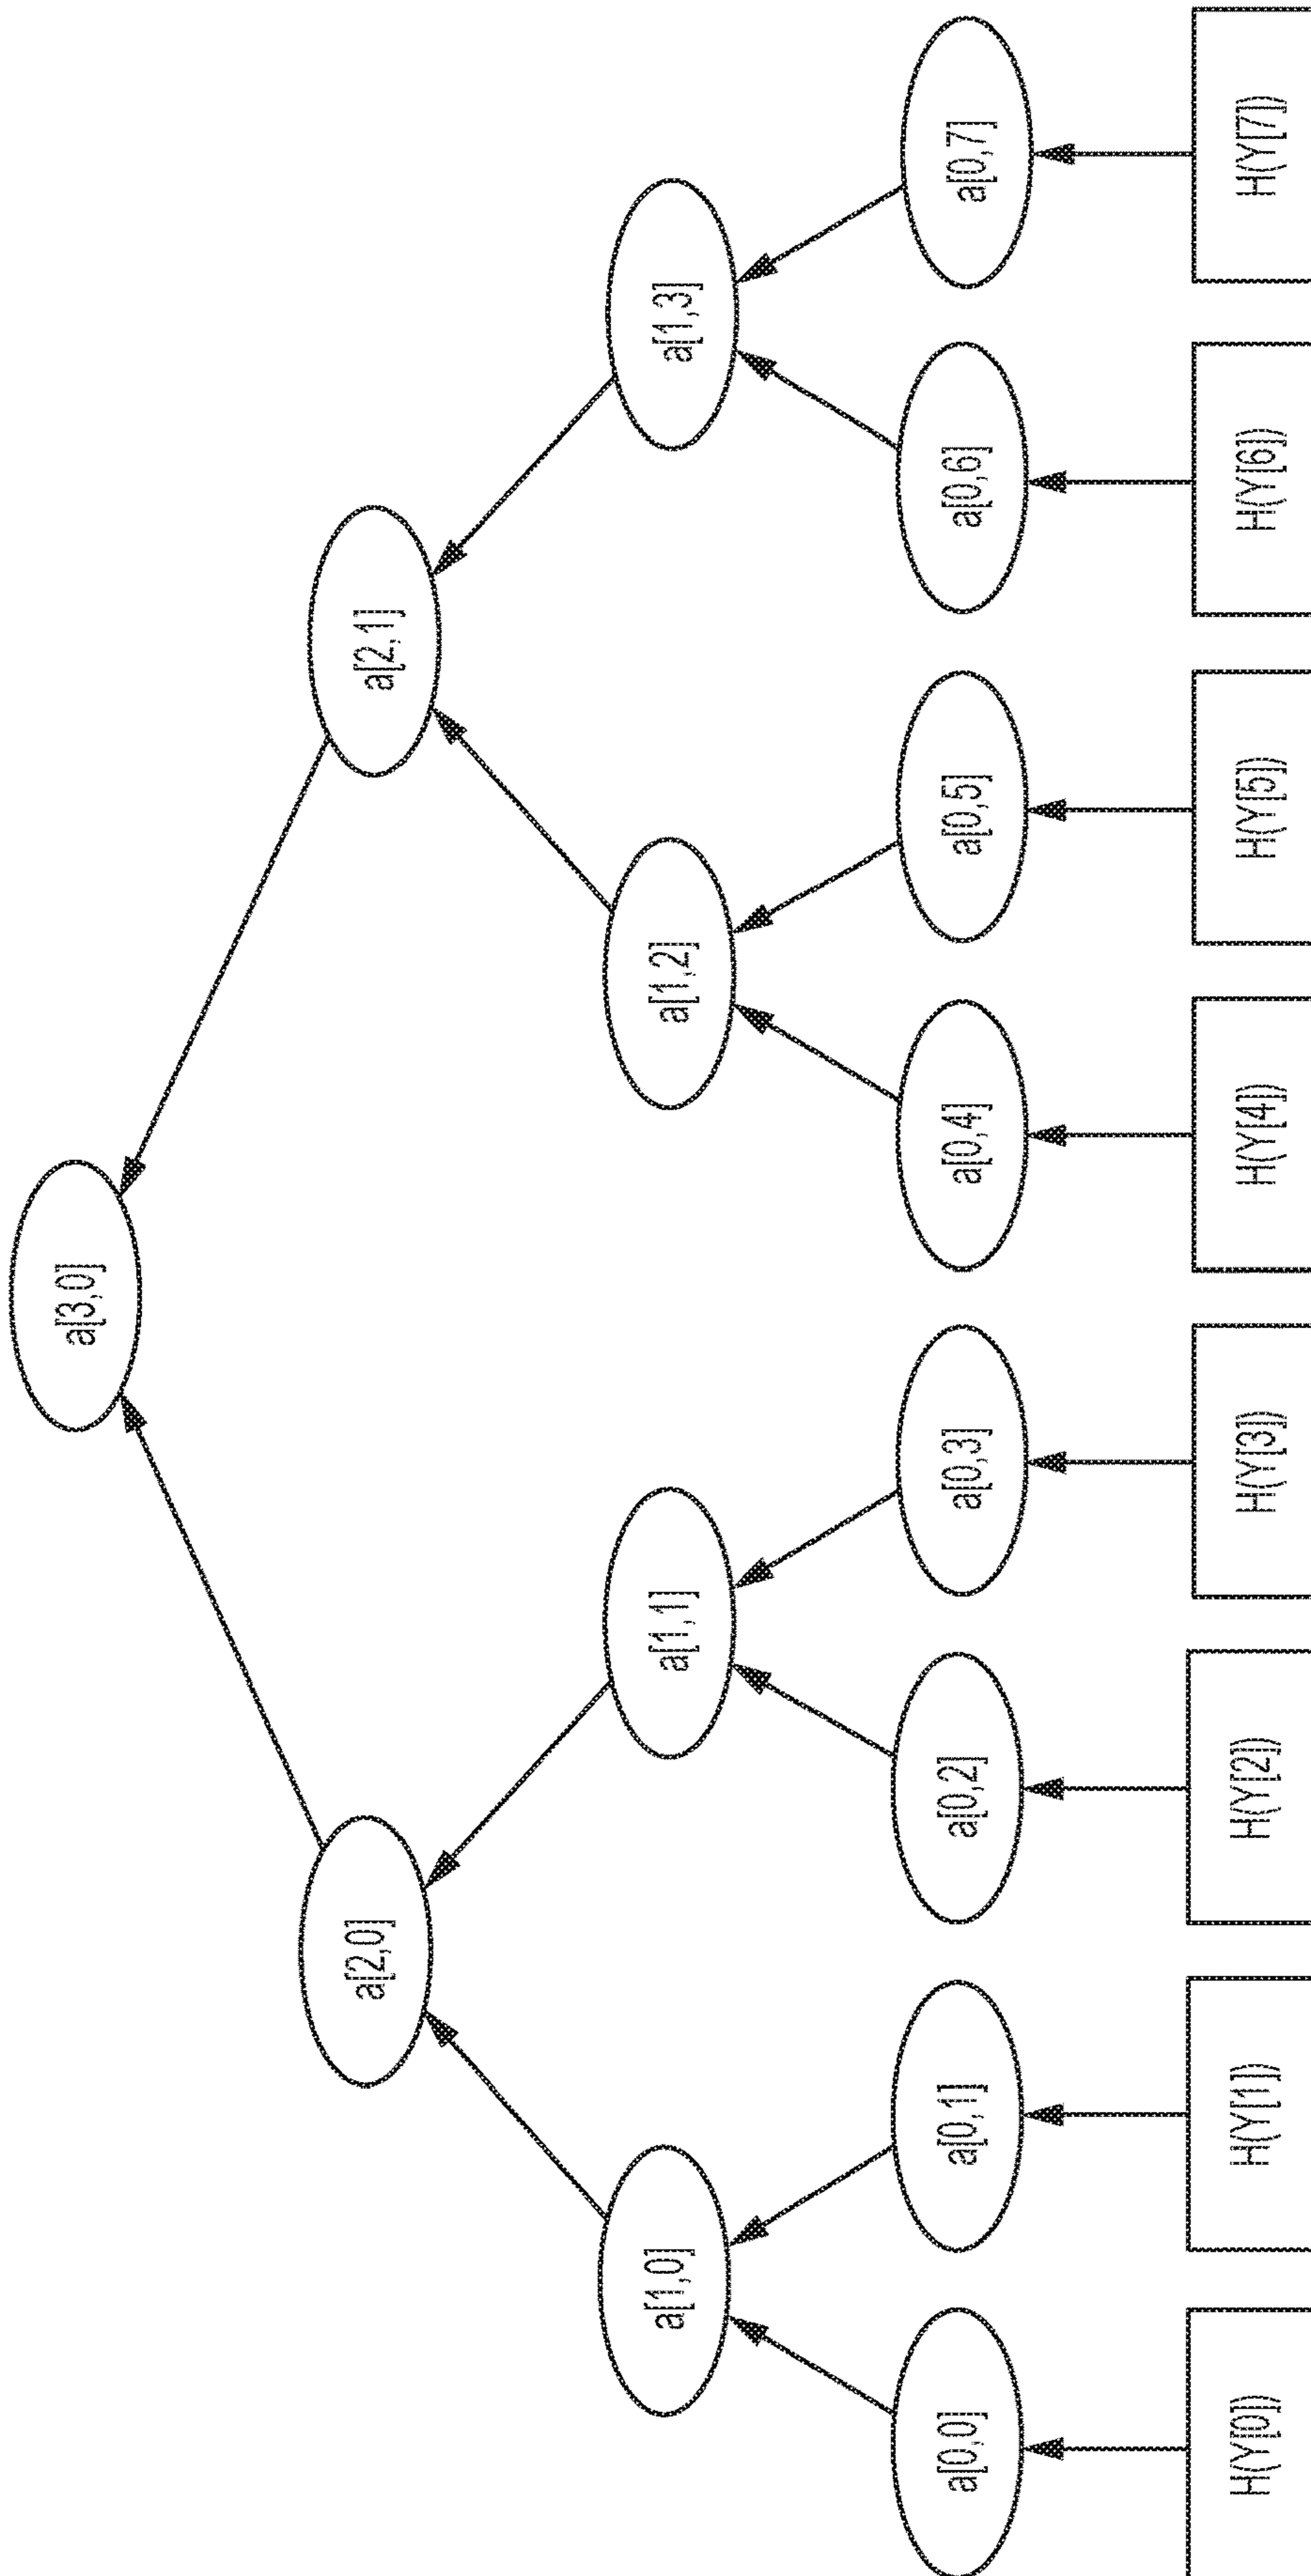 a[3,0]
a[2,0]
a[2,1]
a[1,0]
a[1,1]
a[1,2]
a[1,3]
a[0,0]
a[0,1]
a[0,2]
a[0,3]
a[0,4]
a[0,5]
a[0,6]
a[0,7]
H(Y[0])
H(Y[1])
H(Y[2])
H(Y[3])
H(Y[4])
H(Y[5])
H(Y[6])
H(Y[7])